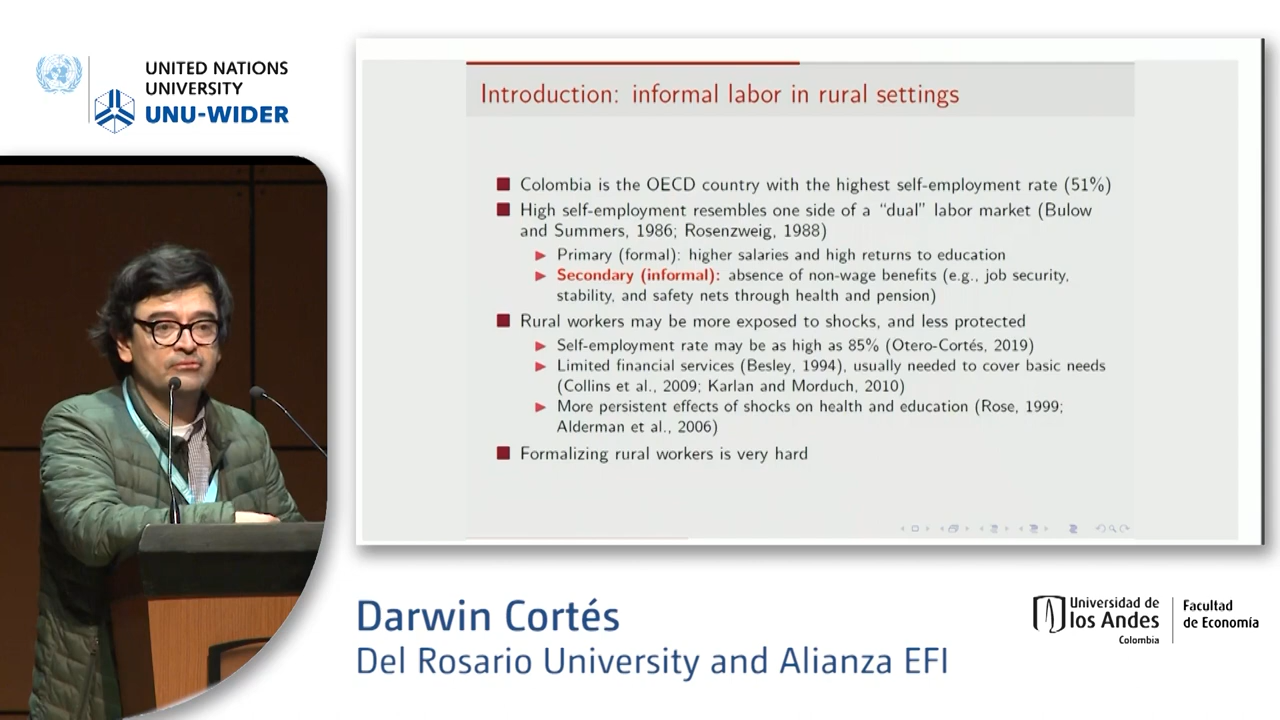 UNITED NATIONS
UNIVERSITY
UNU-WIDER
Introduction: informal labor in rural settings
Colombia is the OECD country with the highest self-employment rate (51%)
High self-employment resembles one side of a “dual” labor market (Bulow
and Summers, 1986; Rosenzweig, 1988)
Primary (formal): higher salaries and high returns to education
Secondary (informal): absence of non-wage benefits (e.g., job security,
stability, and safety nets through health and pension)
Rural workers may be more exposed to shocks, and less protected
Self-employment rate may be as high as 85% (Otero-Cortés, 2019)
Limited financial services (Besley, 1994), usually needed to cover basic needs
(Collins et al., 2009; Karlan and Morduch, 2010)
More persistent effects of shocks on health and education (Rose, 1999;
Alderman et al., 2006)
Formalizing rural workers is very hard
Darwin Cortés
Del Rosario University and Alianza EFI
Universidad de
los Andes
Colombia
Facultad
de Economía